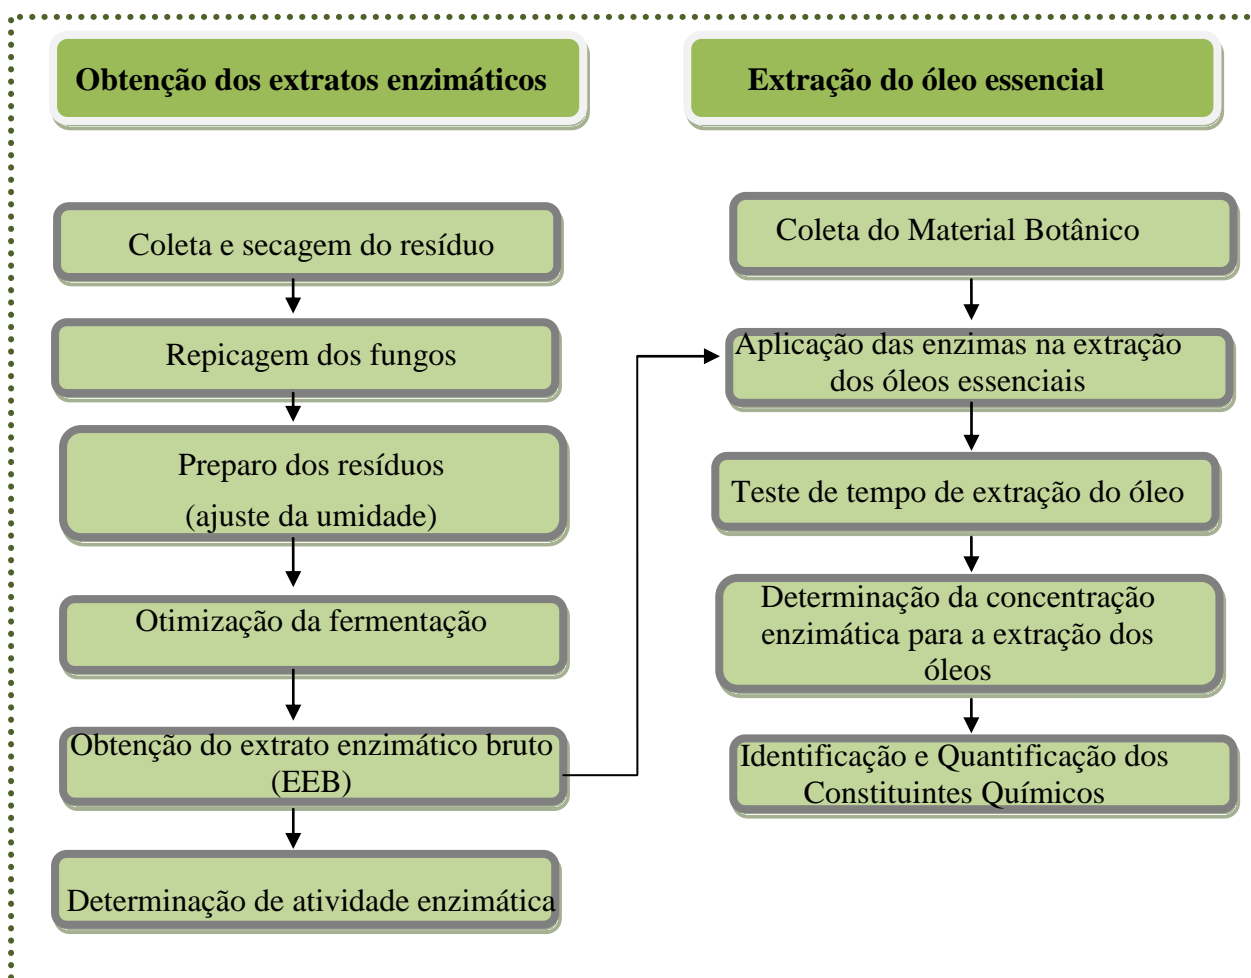 Obtenção dos extratos enzimáticos
Coleta e secagem do resíduo
Repicagem dos fungos
Preparo dos resíduos
(ajuste da umidade)
Otimização da fermentação
Obtenção do extrato enzimático bruto
(EEB)
Determinação de atividade enzimática
Extração do óleo essencial
Coleta do Material Botânico
Aplicação das enzimas na extração
dos óleos essenciais
Teste de tempo de extração do óleo
Determinação da concentração
enzimática para a extração dos
óleos
Identificação e Quantificação dos
Constituintes Químicos